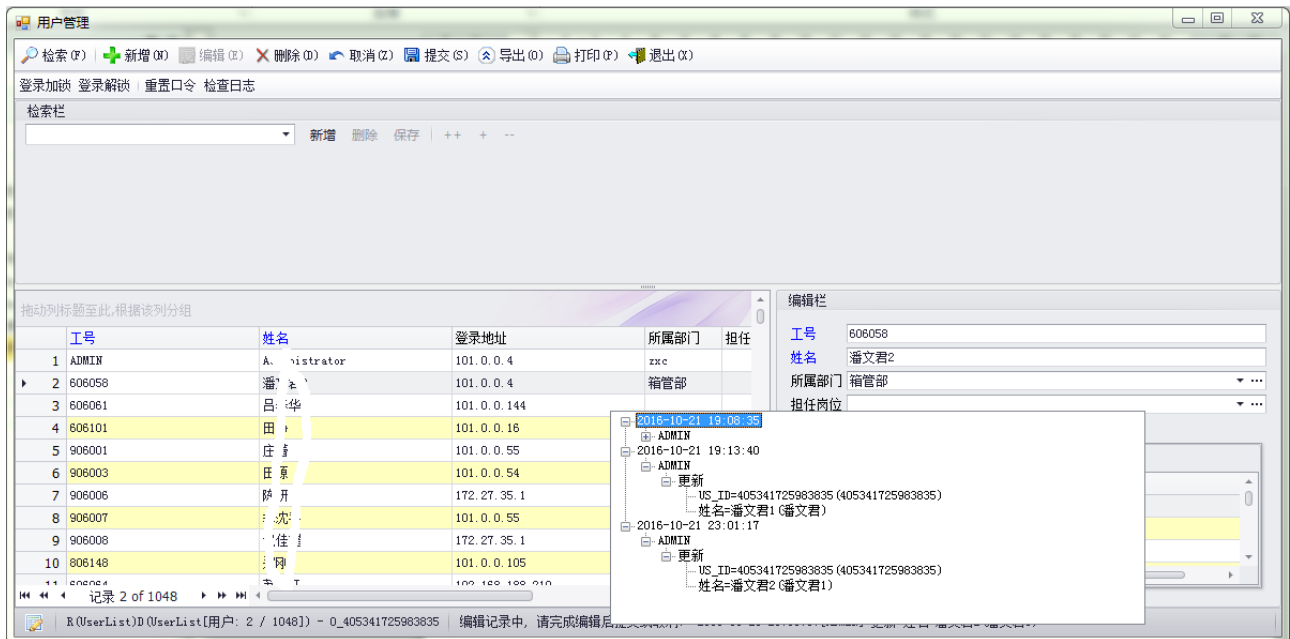 用户管理
检索(F) 新增(N) 编辑(E) 删除(D) 取消(Z) 提交(S) 导出(O) 打印(P) 退出(X)
登录加锁 登录解锁 重置口令 检查日志
检索栏
新增 删除 保存 ++ + --
拖动列标题至此,根据该列分组
工号 姓名 登录地址 所属部门 担任
1 ADMIN 101.0.0.4 zxc
2 606058 101.0.0.4 箱管部
3 606061 101.0.0.144
4 606101 101.0.0.16
5 906001 101.0.0.55
6 906003 101.0.0.54
7 906006 172.27.35.1
8 906007 101.0.0.55
9 906008 172.27.35.1
10 806148 101.0.0.105
记录 2 of 1048
编辑栏
工号 606058
姓名 潘文君2
所属部门 箱管部
担任岗位
2016-10-21 19:08:35
ADMIN
2016-10-21 19:13:40
ADMIN
更新
US_ID=405341725983835(405341725983835)
姓名=潘文君1(潘文君)
2016-10-21 23:01:17
ADMIN
更新
US_ID=405341725983835(405341725983835)
姓名=潘文君2(潘文君1)
R(UserList)D(UserList[用户: 2 / 1048]) - 0_405341725983835 编辑记录中, 请完成编辑后